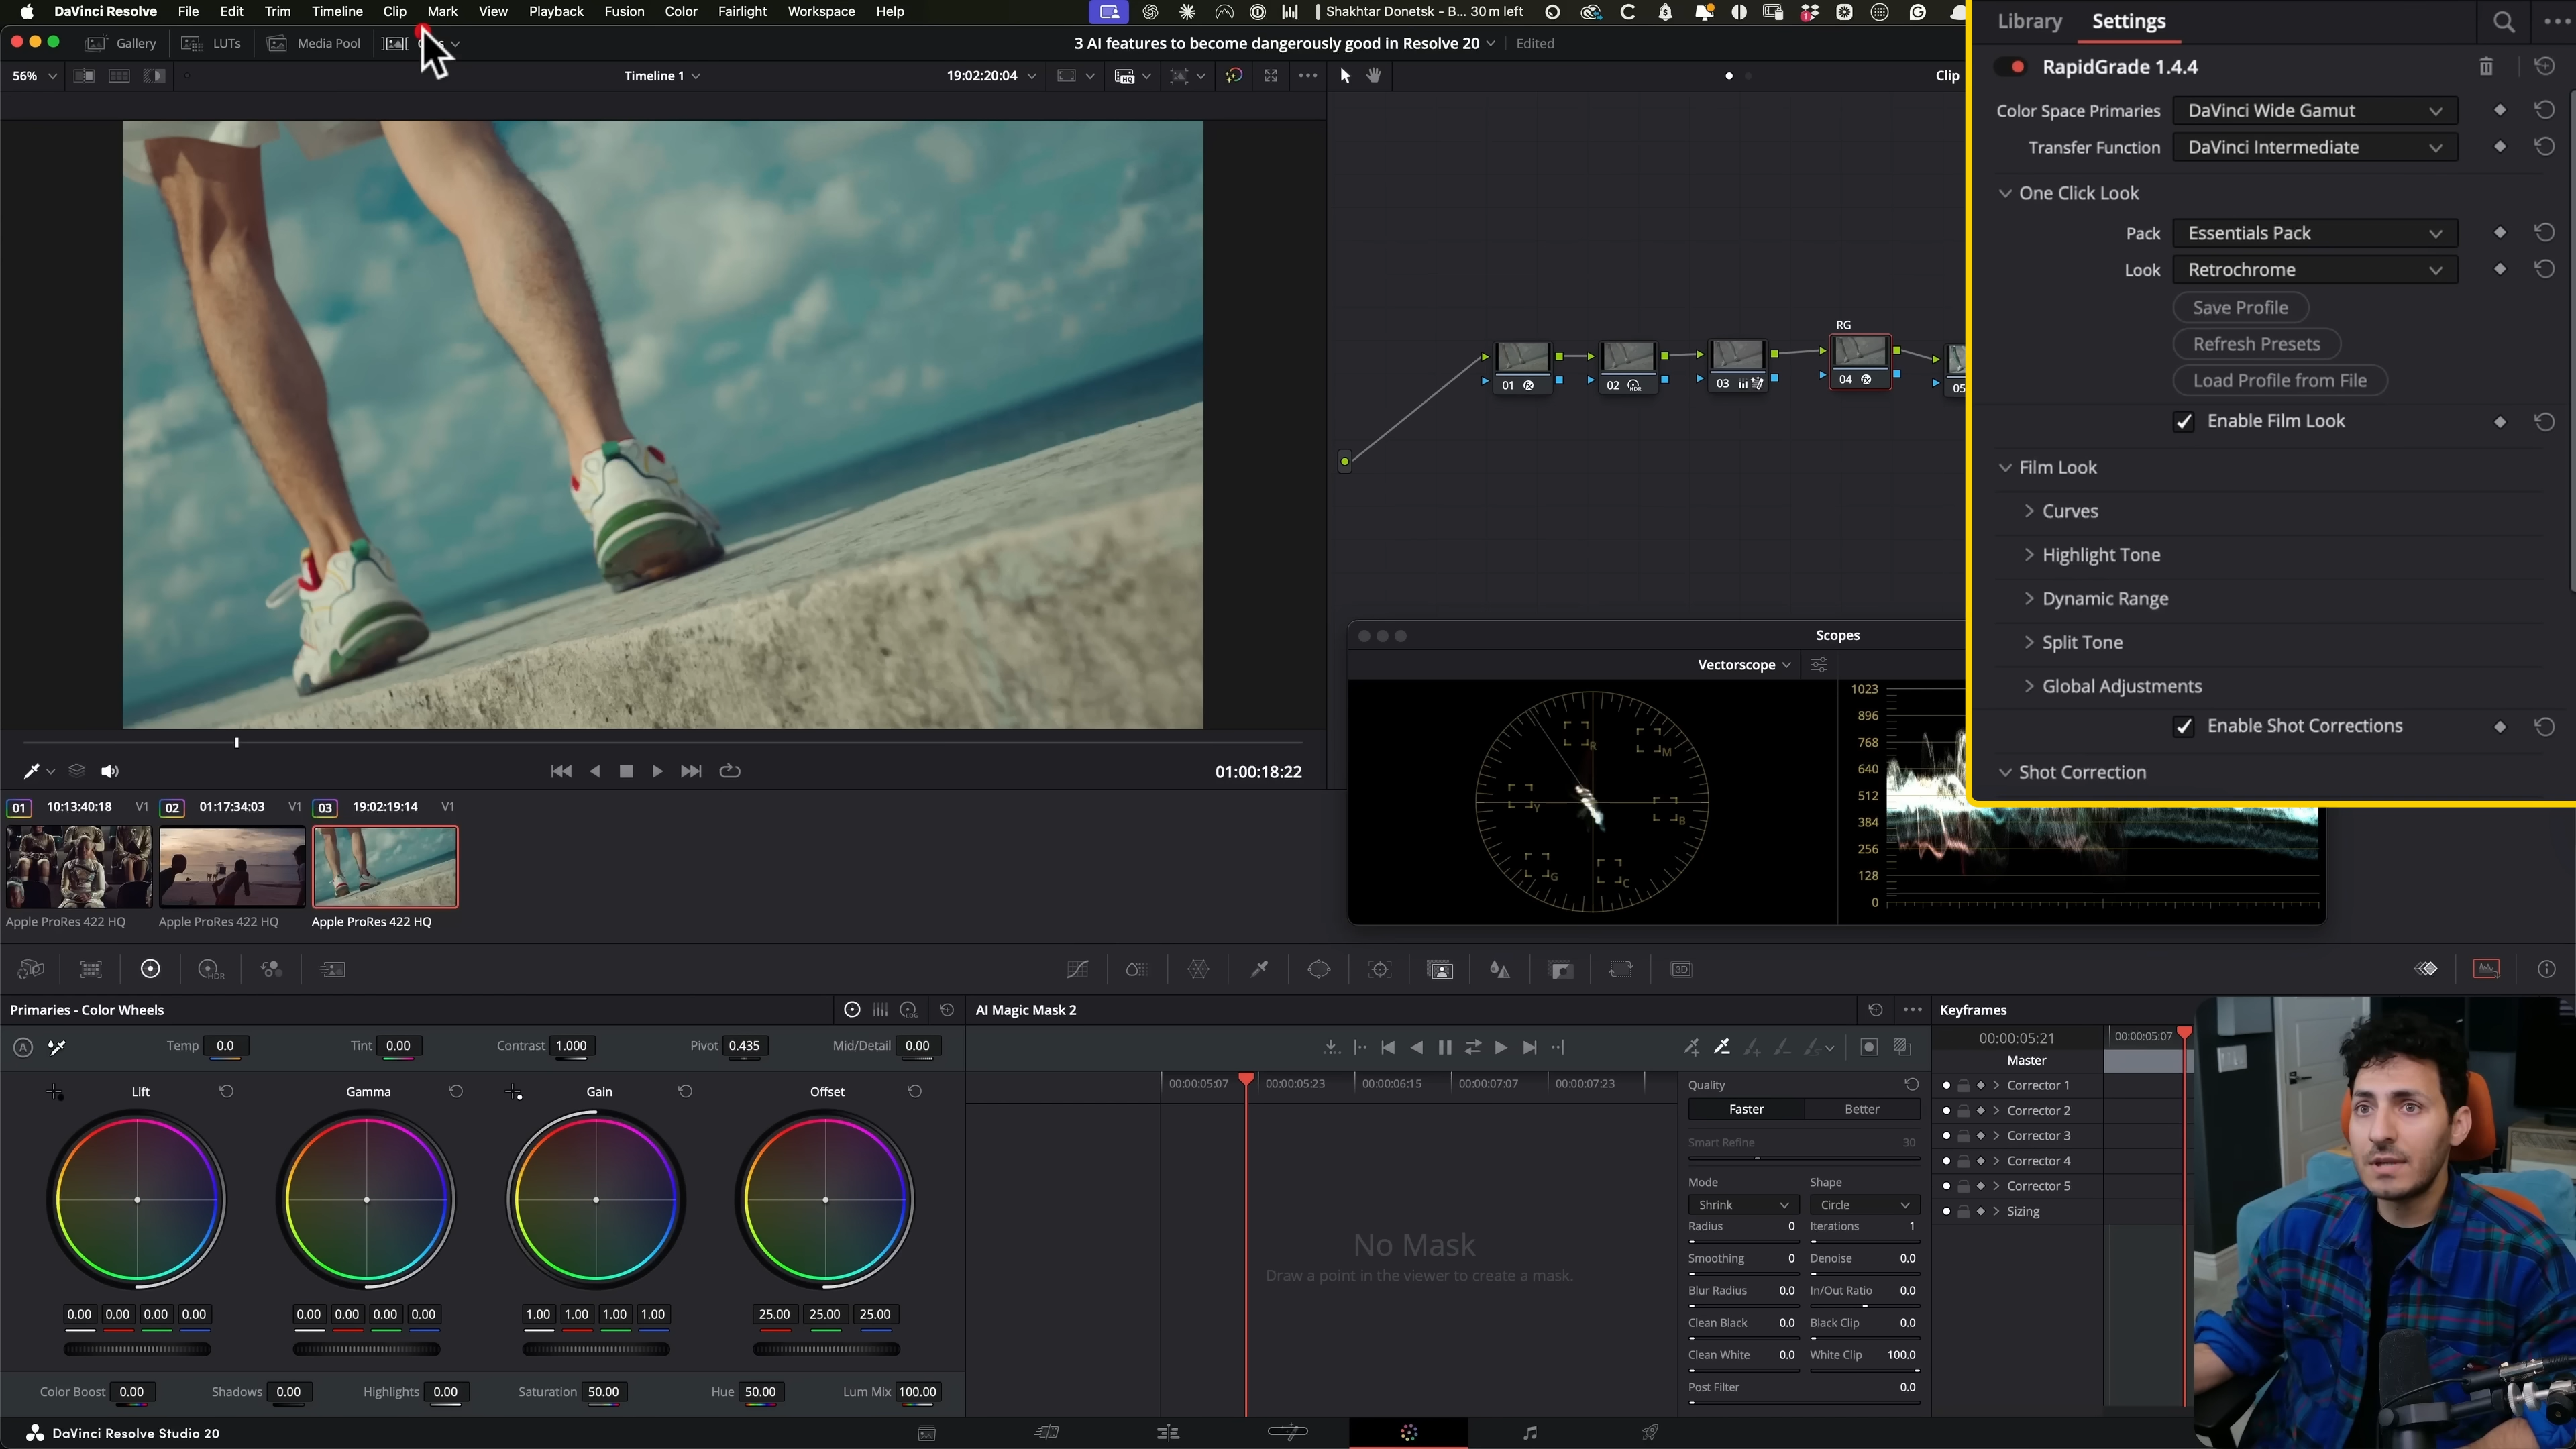 DaVinci Resolve File Edit Trim Timeline Clip Mark View Playback Fusion Color Fairlight Workspace Help
Shakhtar Donetsk - B... 30 m left
Gallery LUTs Media Pool
3 AI features to become dangerously good in Resolve 20 Edited
56% Timeline 1 19:02:20:04 Clip
Library Settings
RapidGrade 1.4.4
Color Space Primaries DaVinci Wide Gamut
Transfer Function DaVinci Intermediate
One Click Look
Pack Essentials Pack
Look Retrochrome
Save Profile
Refresh Presets
Load Profile from File
Enable Film Look
Film Look
Curves
Highlight Tone
Dynamic Range
Split Tone
Global Adjustments
Enable Shot Corrections
Shot Correction
RG
01 02 HDR 03 04 05
Scopes
Vectorscope
R M B C G Y
1023
896
768
640
512
384
256
128
0
01:00:18:22
01 10:13:40:18 V1 02 01:17:34:03 V1 03 19:02:19:14 V1
Apple ProRes 422 HQ Apple ProRes 422 HQ Apple ProRes 422 HQ
HDR 3D
Primaries - Color Wheels LOG
A Temp 0.0 Tint 0.00 Contrast 1.000 Pivot 0.435 Mid/Detail 0.00
Lift Gamma Gain Offset
0.00 0.00 0.00 0.00 0.00 0.00 0.00 0.00 1.00 1.00 1.00 1.00 25.00 25.00 25.00
Color Boost 0.00 Shadows 0.00 Highlights 0.00 Saturation 50.00 Hue 50.00 Lum Mix 100.00
AI Magic Mask 2
00:00:05:07 00:00:05:23 00:00:06:15 00:00:07:07 00:00:07:23
No Mask
Draw a point in the viewer to create a mask.
Quality
Faster Better
Smart Refine 30
Mode Shape
Shrink Circle
Radius 0 Iterations 1
Smoothing 0 Denoise 0.0
Blur Radius 0.0 In/Out Ratio 0.0
Clean Black 0.0 Black Clip 0.0
Clean White 0.0 White Clip 100.0
Post Filter 0.0
Keyframes
00:00:05:21 00:00:05:07
Master
Corrector 1
Corrector 2
Corrector 3
Corrector 4
Corrector 5
Sizing
DaVinci Resolve Studio 20